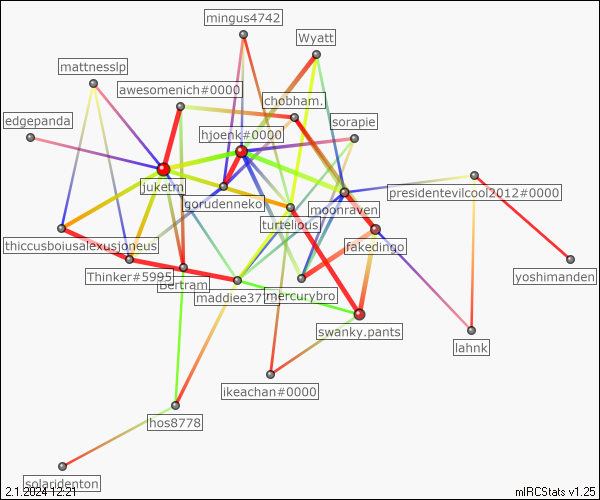 mingus4742
Wyatt
mattnesslp
awesomenich#0000
chobham.
edgepanda
sorapie
hjoenk#0000
juketm
gorudenneko
moonraven
presidentevilcool2012#0000
turtelious
thiccusboiusalexusjoneus
fakedingo
Thinker#5995
Bertram
yoshimanden
maddiee37
mercurybro
swanky.pants
lahnk
ikeachan#0000
hos8778
solaridenton
2.1.2024 12:21
mIRCStats v1.25